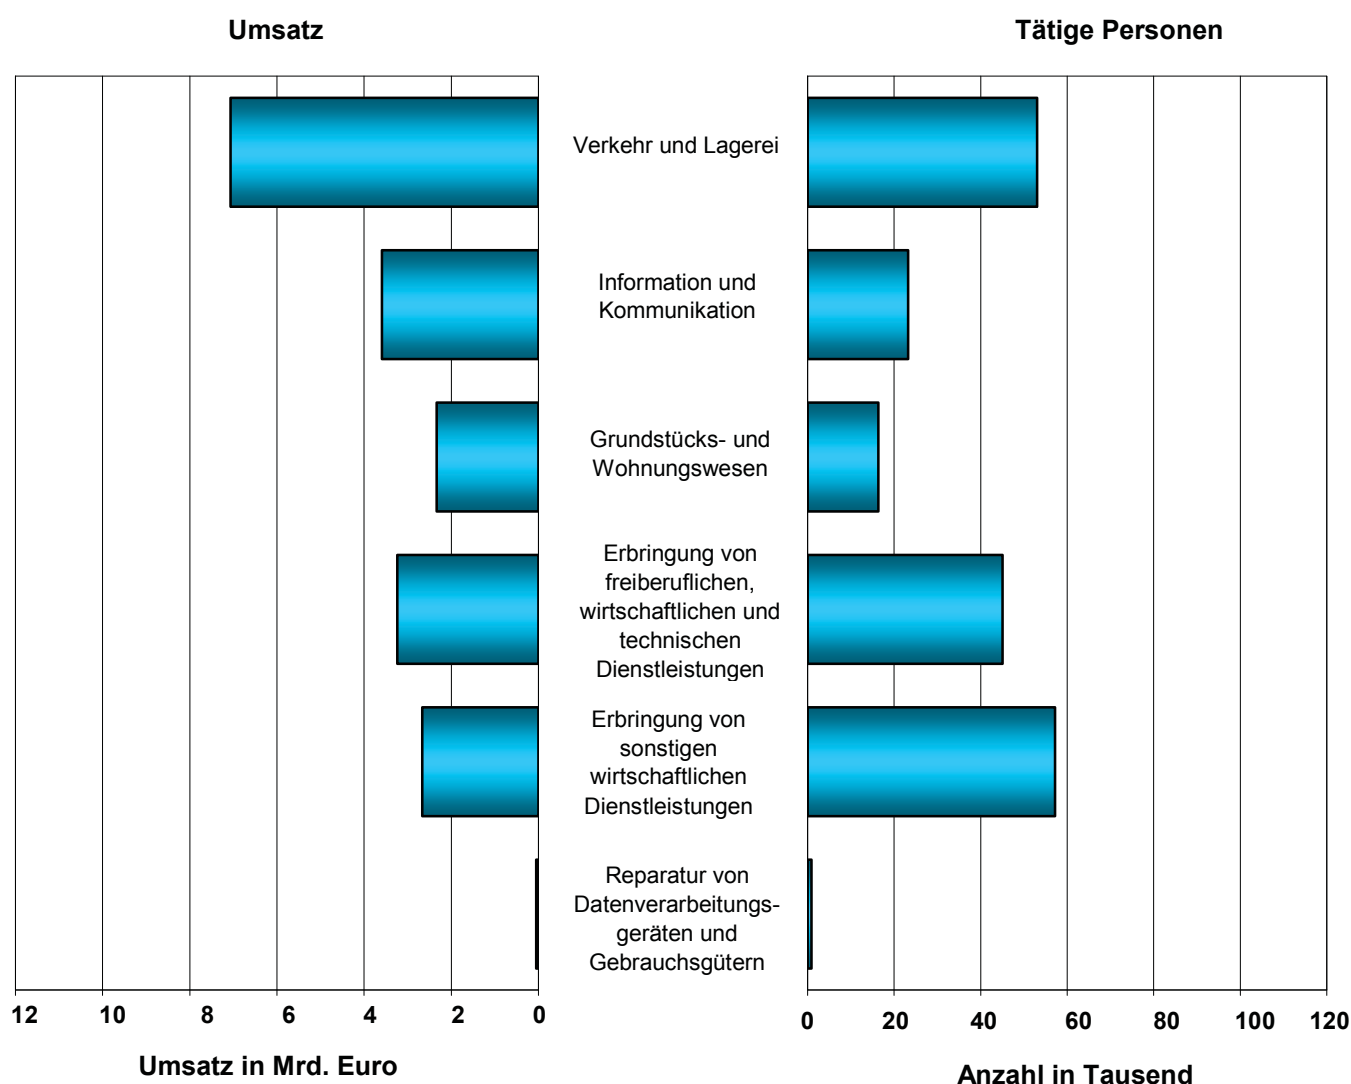 Umsatz
Tätige Personen
Verkehr und Lagerei
Information und
Kommunikation
Grundstücks- und
Wohnungswesen
Erbringung von
freiberuflichen,
wirtschaftlichen und
technischen
Dienstleistungen
Erbringung von
sonstigen
wirtschaftlichen
Dienstleistungen
Reparatur von
Datenverarbeitungs-
geräten und
Gebrauchsgütern
12 10 8 6 4 2 0
0 20 40 60 80 100 120
Umsatz in Mrd. Euro
Anzahl in Tausend